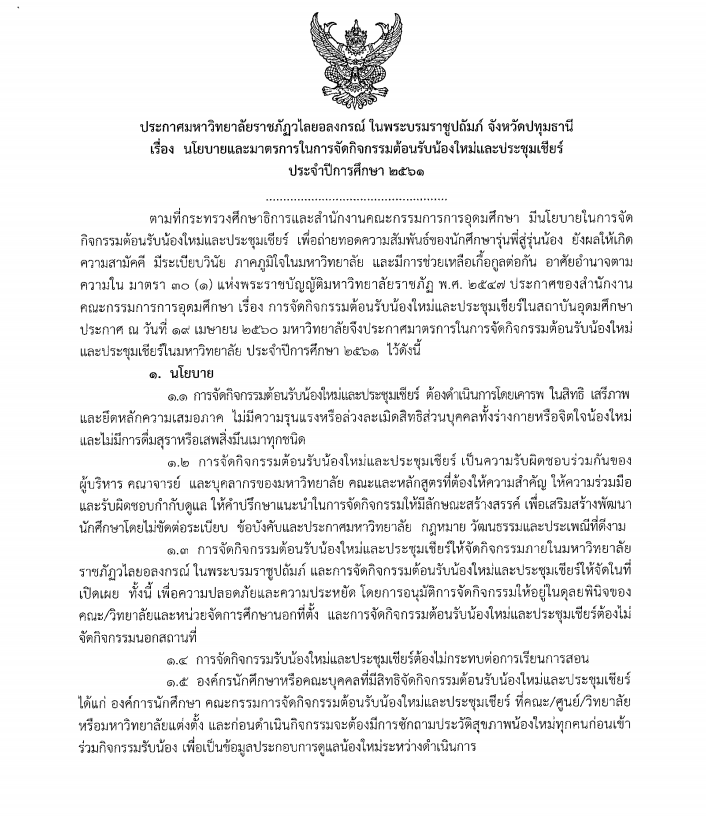 ประกาศมหาวิทยาลัยราชภัฏวไลยอลงกรณ์ ในพระบรมราชูปถัมภ์ จังหวัดปทุมธานี
เรื่อง นโยบายและมาตรการในการจัดกิจกรรมต้อนรับน้องใหม่และประชุมเชียร์
ประจำปีการศึกษา ๒๕๖๑
....................................................
ตามที่กระทรวงศึกษาธิการและสำนักงานคณะกรรมการการอุดมศึกษา มีนโยบายในการจัด
กิจกรรมต้อนรับน้องใหม่และประชุมเชียร์ เพื่อถ่ายทอดความสัมพันธ์ของนักศึกษารุ่นพี่สู่รุ่นน้อง ยังผลให้เกิด
ความสามัคคี มีระเบียบวินัย ภาคภูมิใจในมหาวิทยาลัย และมีการช่วยเหลือเกื้อกูลต่อกัน อาศัยอำนาจตาม
ความใน มาตรา ๓๐ (๑) แห่งพระราชบัญญัติมหาวิทยาลัยราชภัฏ พ.ศ. ๒๕๔๗ ประกาศของสำนักงาน
คณะกรรมการการอุดมศึกษา เรื่อง การจัดกิจกรรมต้อนรับน้องใหม่และประชุมเชียร์ในสถาบันอุดมศึกษา
ประกาศ ณ วันที่ ๑๙ เมษายน ๒๕๖๐ มหาวิทยาลัยจึงประกาศมาตรการในการจัดกิจกรรมต้อนรับน้องใหม่
และประชุมเชียร์ในมหาวิทยาลัย ประจำปีการศึกษา ๒๕๖๑ ไว้ดังนี้
๑. นโยบาย
๑.๑ การจัดกิจกรรมต้อนรับน้องใหม่และประชุมเชียร์ ต้องดำเนินการโดยเคารพ ในสิทธิ เสรีภาพ
และยึดหลักความเสมอภาค ไม่มีความรุนแรงหรือล่วงละเมิดสิทธิส่วนบุคคลทั้งร่างกายหรือจิตใจน้องใหม่
และไม่มีการดื่มสุราหรือเสพสิ่งมึนเมาทุกชนิด
๑.๒ การจัดกิจกรรมต้อนรับน้องใหม่และประชุมเชียร์ เป็นความรับผิดชอบร่วมกันของ
ผู้บริหาร คณาจารย์ และบุคลากรของมหาวิทยาลัย คณะและหลักสูตรที่ต้องให้ความสำคัญ ให้ความร่วมมือ
และรับผิดชอบกำกับดูแล ให้คำปรึกษาแนะนำในการจัดกิจกรรมให้มีลักษณะสร้างสรรค์ เพื่อเสริมสร้างพัฒนา
นักศึกษาโดยไม่ขัดต่อระเบียบ ข้อบังคับและประกาศมหาวิทยาลัย กฎหมาย วัฒนธรรมและประเพณีที่ดีงาม
๑.๓ การจัดกิจกรรมต้อนรับน้องใหม่และประชุมเชียร์ให้จัดกิจกรรมภายในมหาวิทยาลัย
ราชภัฏวไลยอลงกรณ์ ในพระบรมราชูปถัมภ์ และการจัดกิจกรรมต้อนรับน้องใหม่และประชุมเชียร์ให้จัดในที่
เปิดเผย ทั้งนี้ เพื่อความปลอดภัยและความประหยัด โดยการอนุมัติการจัดกิจกรรมให้อยู่ในดุลยพินิจของ
คณะ/วิทยาลัยและหน่วยจัดการศึกษานอกที่ตั้ง และการจัดกิจกรรมต้อนรับน้องใหม่และประชุมเชียร์ต้องไม่
จัดกิจกรรมนอกสถานที่
๑.๔ การจัดกิจกรรมรับน้องใหม่และประชุมเชียร์ต้องไม่กระทบต่อการเรียนการสอน
๑.๕ องค์กรนักศึกษาหรือคณะบุคคลที่มีสิทธิจัดกิจกรรมต้อนรับน้องใหม่และประชุมเชียร์
ได้แก่ องค์การนักศึกษา คณะกรรมการจัดกิจกรรมต้อนรับน้องใหม่และประชุมเชียร์ ที่คณะ/ศูนย์/วิทยาลัย
หรือมหาวิทยาลัยแต่งตั้ง และก่อนดำเนินกิจกรรมจะต้องมีการซักถามประวัติสุขภาพน้องใหม่ทุกคนก่อนเข้า
ร่วมกิจกรรมรับน้อง เพื่อเป็นข้อมูลประกอบการดูแลน้องใหม่ระหว่างดำเนินการ